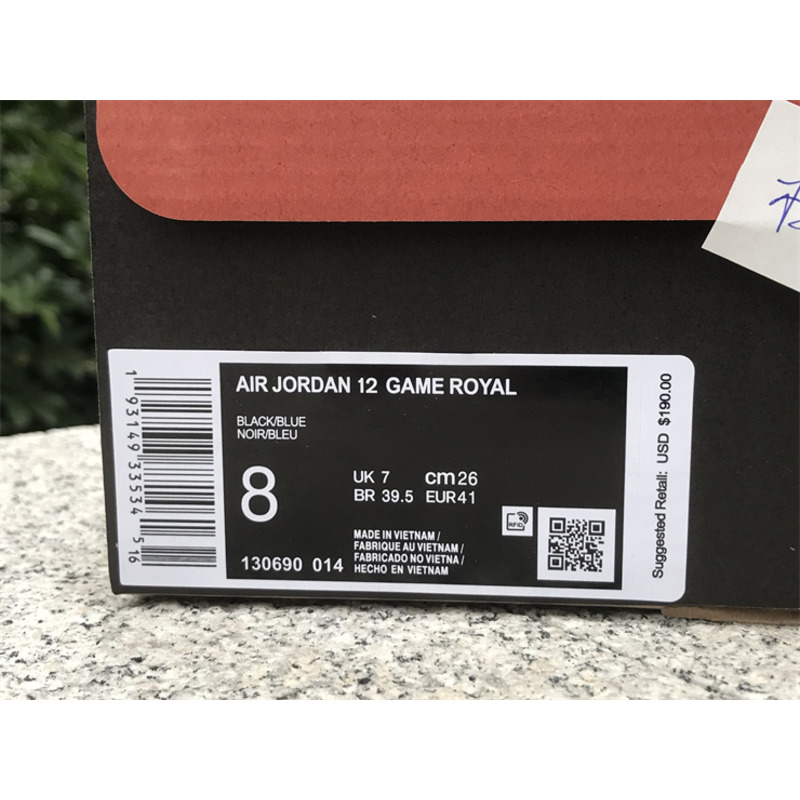 AIR JORDAN 12 GAME ROYAL
BLACK/BLUE
NOIR/BLEU
8
UK 7 cm 26
BR 39.5 EUR 41
130690 014
MADE IN VIETNAM /
FABRIQUE AU VIETNAM /
FABRICADO NO VIETNA /
HECHO EN VIETNAM
RFID
1 93149 33534 516
Suggested Retail: USD $190.00